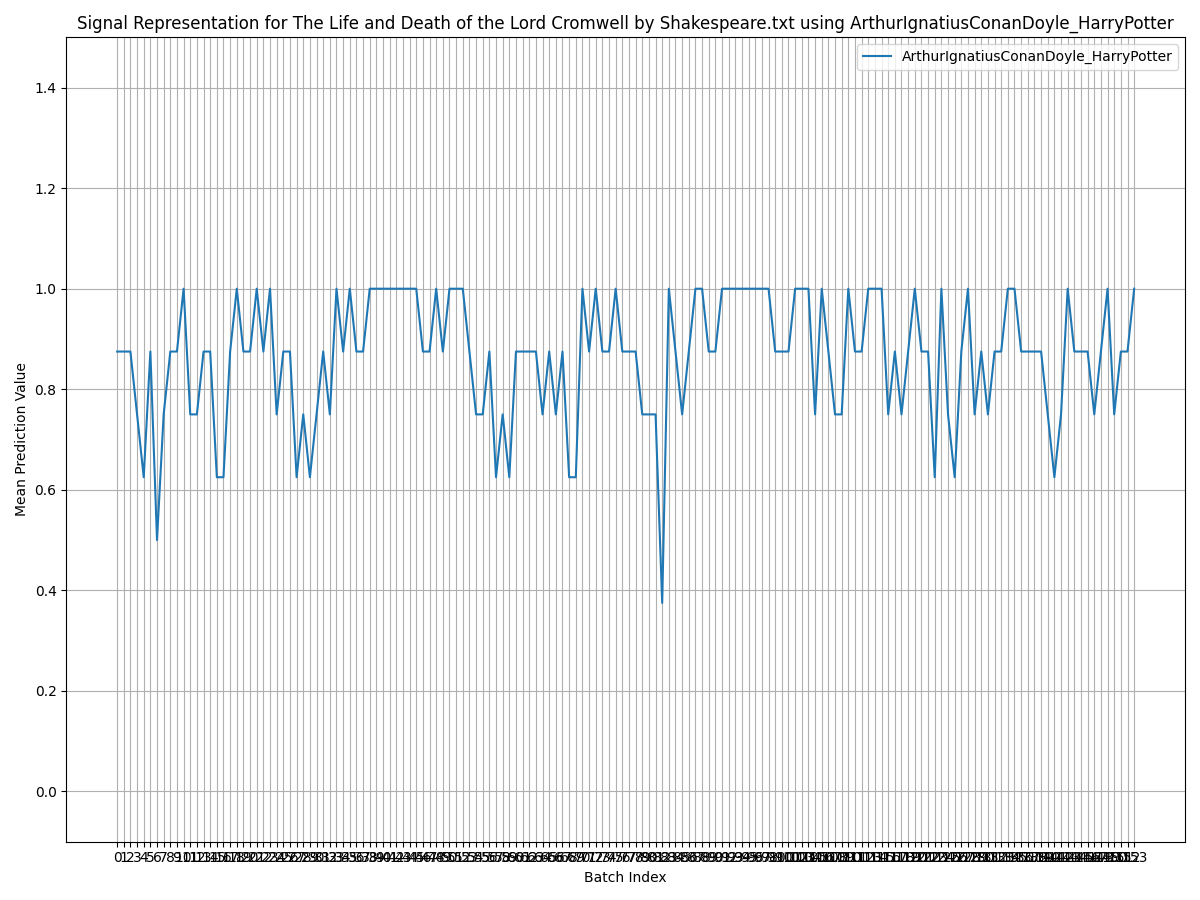 Signal Representation for The Life and Death of the Lord Cromwell by Shakespeare.txt using ArthurIgnatiusConanDoyle_HarryPotter
ArthurIgnatiusConanDoyle_HarryPotter
1.4
1.2
1.0
0.8
0.6
0.4
0.2
0.0
Mean Prediction Value
Batch Index